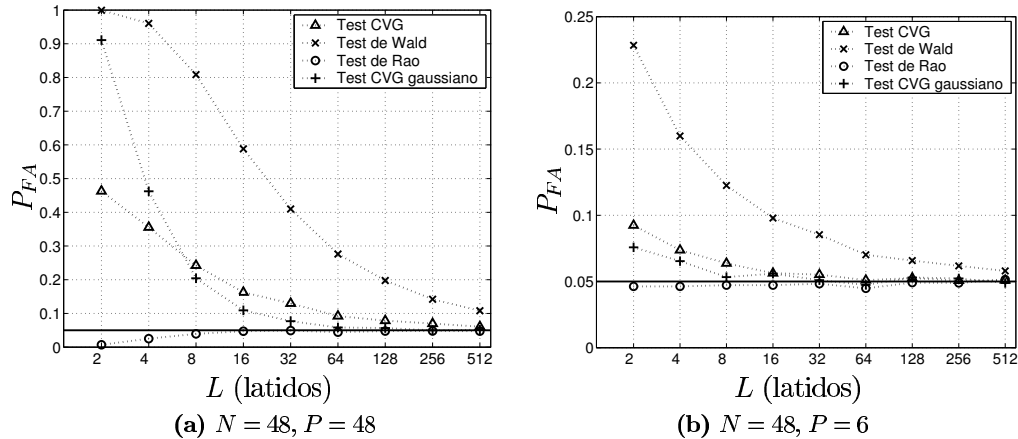 1
0.9
0.8
0.7
0.6
0.5
0.4
0.3
0.2
0.1
0
P_FA
Test CVG
Test de Wald
Test de Rao
Test CVG gaussiano
2 4 8 16 32 64 128 256 512
L (latidos)
(a) N = 48, P = 48
0.25
0.2
0.15
0.1
0.05
0
P_FA
Test CVG
Test de Wald
Test de Rao
Test CVG gaussiano
2 4 8 16 32 64 128 256 512
L (latidos)
(b) N = 48, P = 6